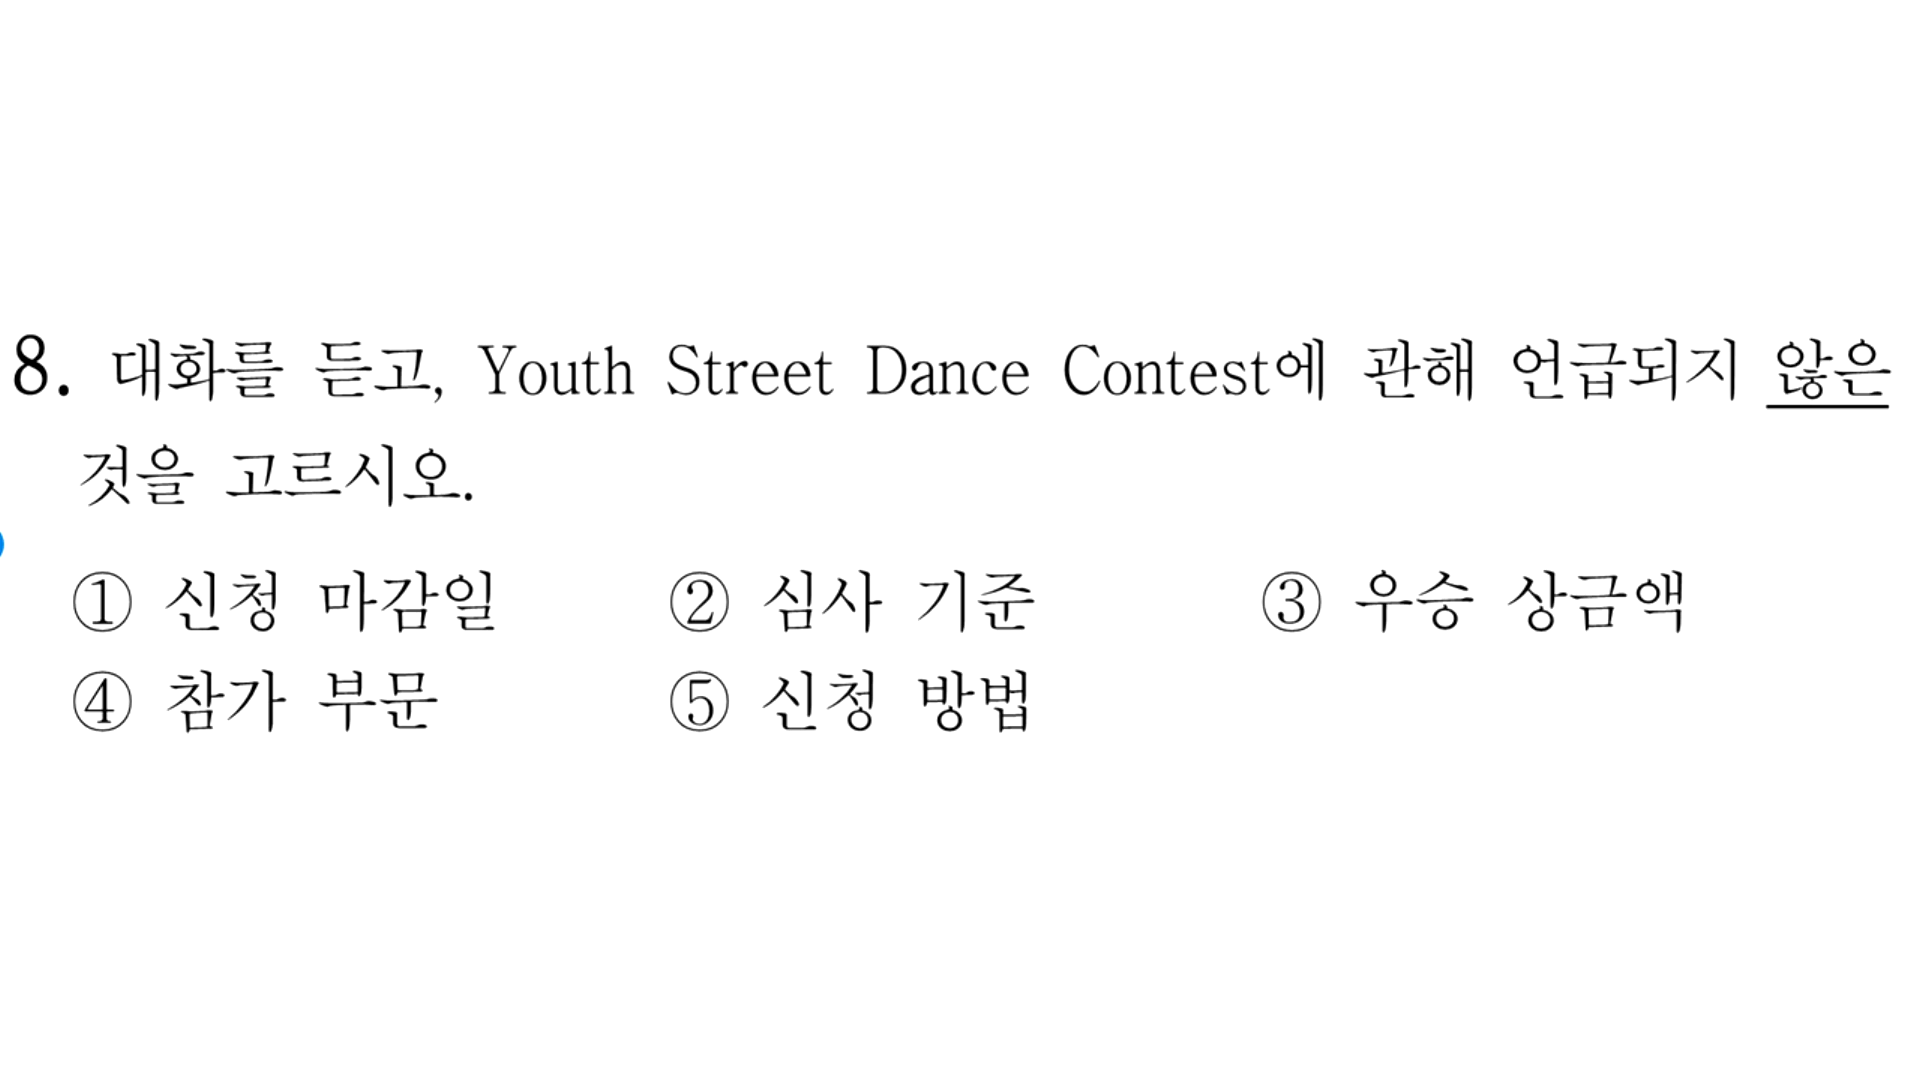 8. 대화를 듣고, Youth Street Dance Contest에 관해 언급되지 않은
것을 고르시오.
① 신청 마감일 ② 심사 기준 ③ 우승 상금액
④ 참가 부문 ⑤ 신청 방법